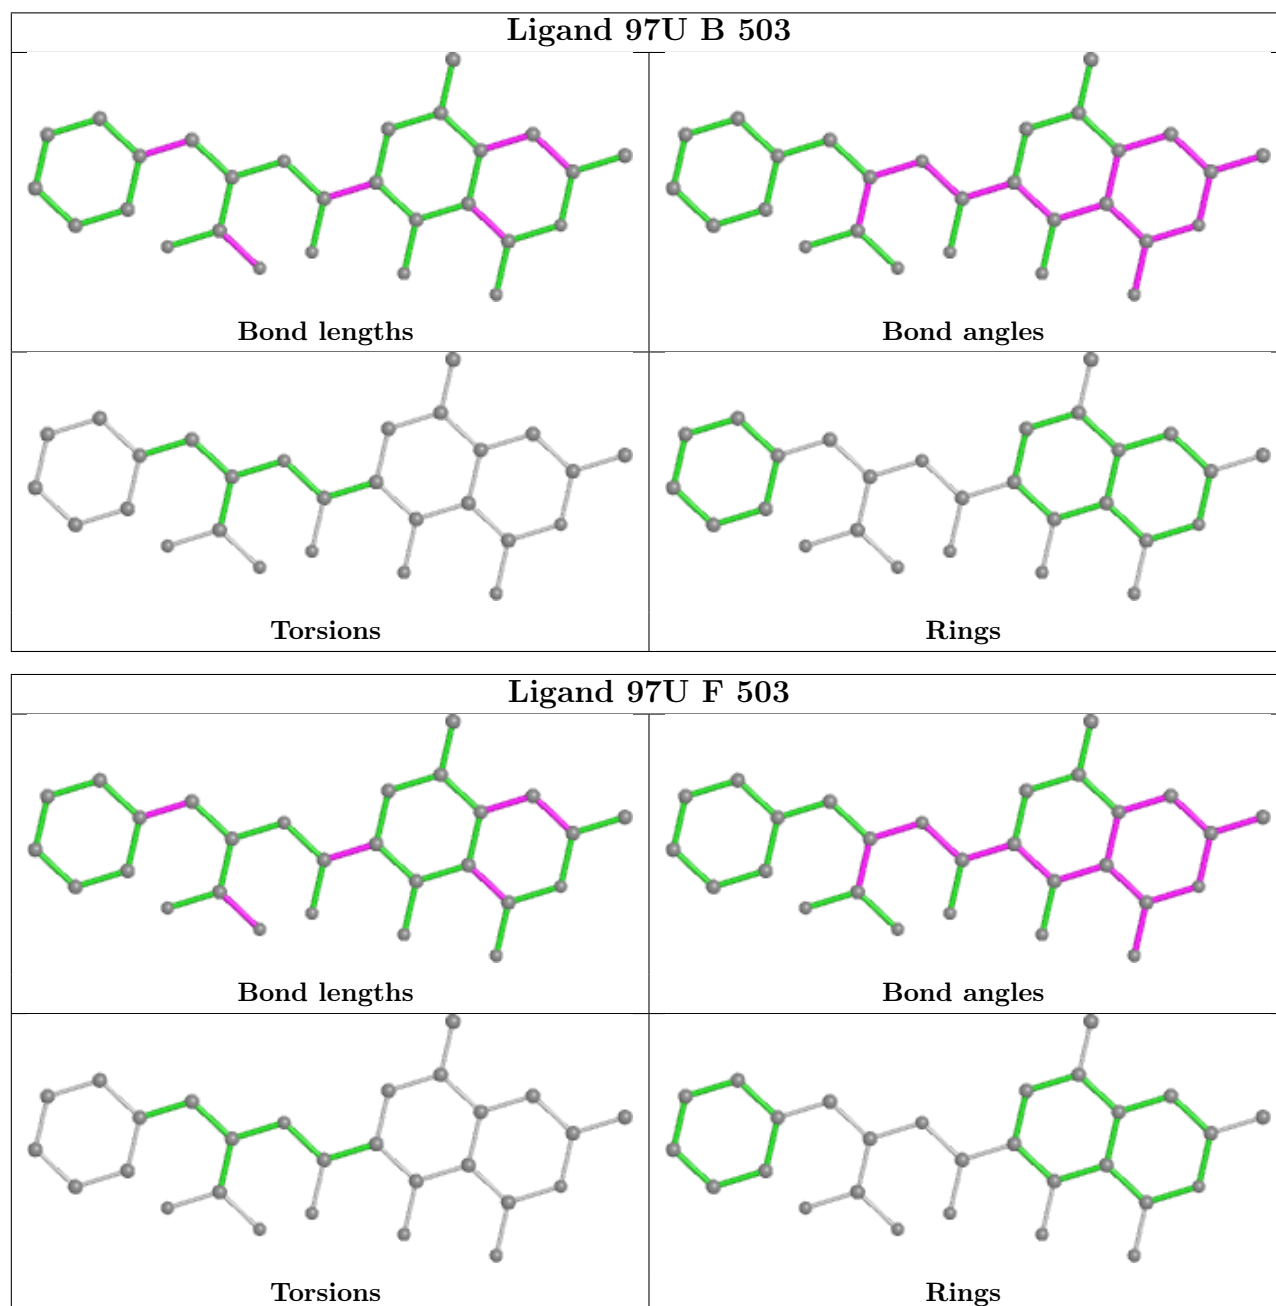 Ligand 97U B 503
Bond lengths
Bond angles
Torsions
Rings
Ligand 97U F 503
Bond lengths
Bond angles
Torsions
Rings